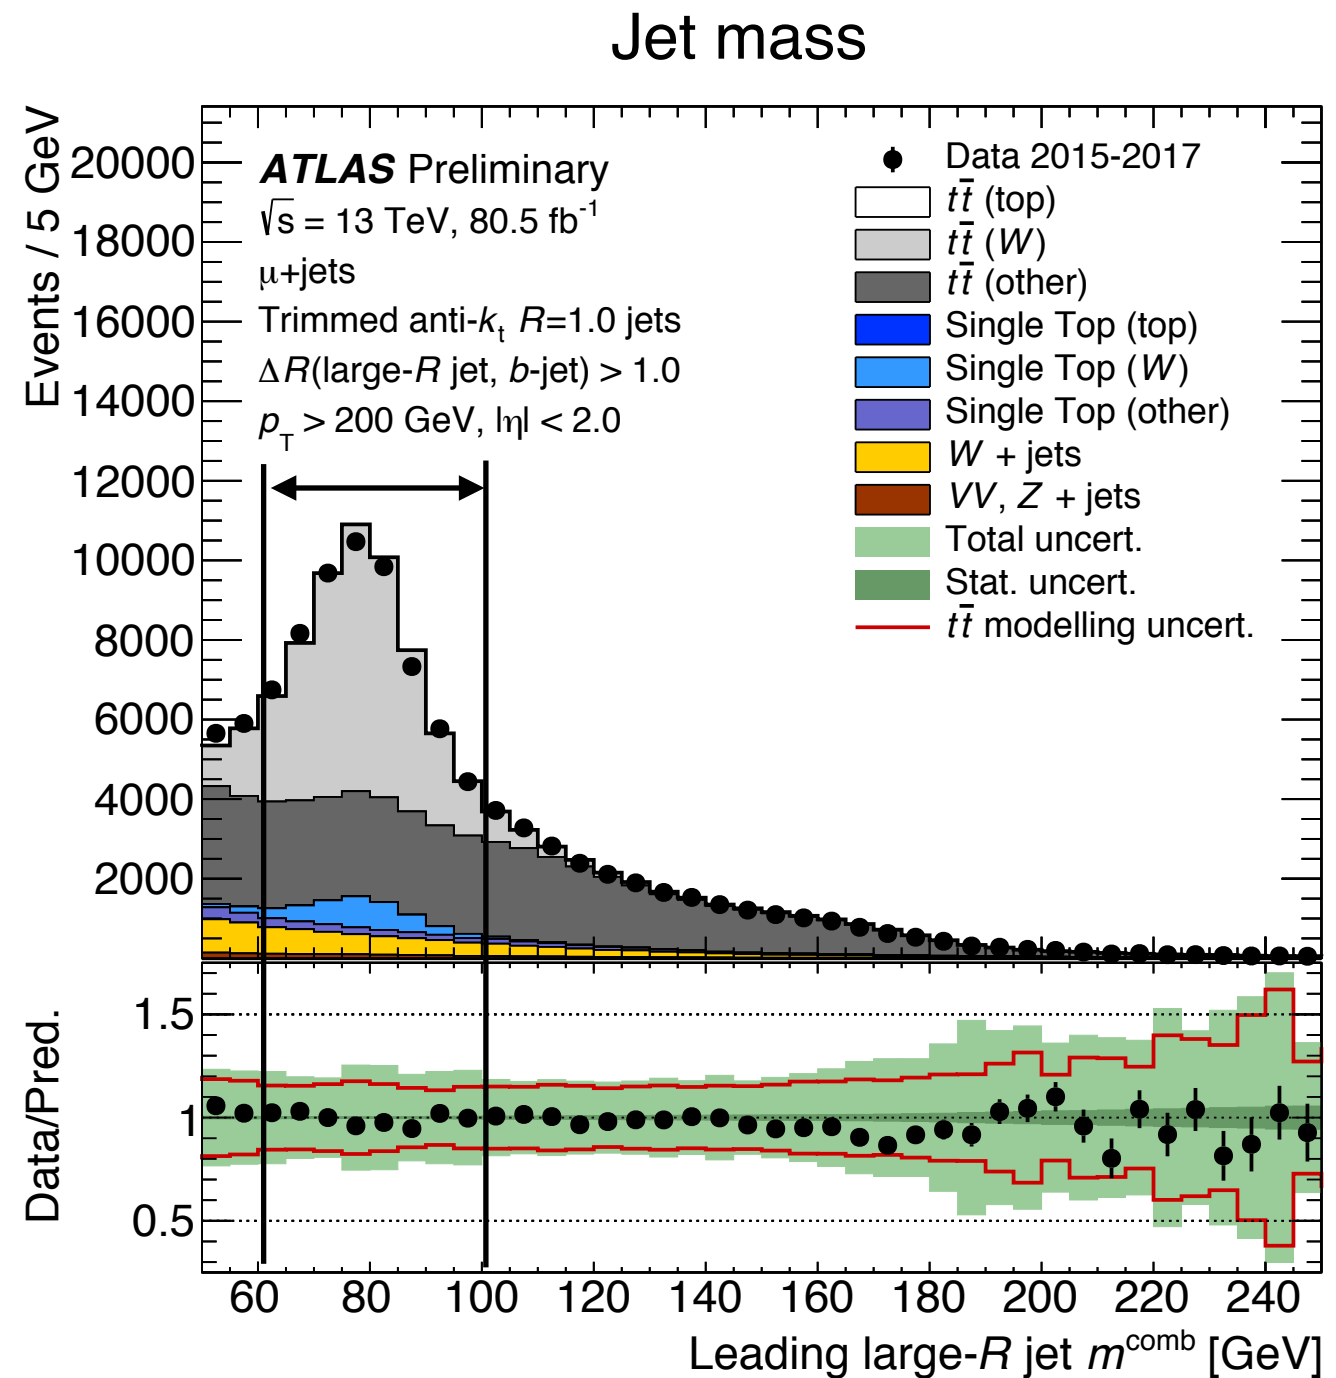 Jet mass
Events / 5 GeV
20000
18000
16000
14000
12000
10000
8000
6000
4000
2000
ATLAS Preliminary
√s = 13 TeV, 80.5 fb⁻¹
μ+jets
Trimmed anti-kₜ R=1.0 jets
ΔR(large-R jet, b-jet) > 1.0
p_T > 200 GeV, |η| < 2.0
Data 2015-2017
tt̄ (top)
tt̄ (W)
tt̄ (other)
Single Top (top)
Single Top (W)
Single Top (other)
W + jets
VV, Z + jets
Total uncert.
Stat. uncert.
tt̄ modelling uncert.
Data/Pred.
1.5
1
0.5
60 80 100 120 140 160 180 200 220 240
Leading large-R jet m^comb [GeV]